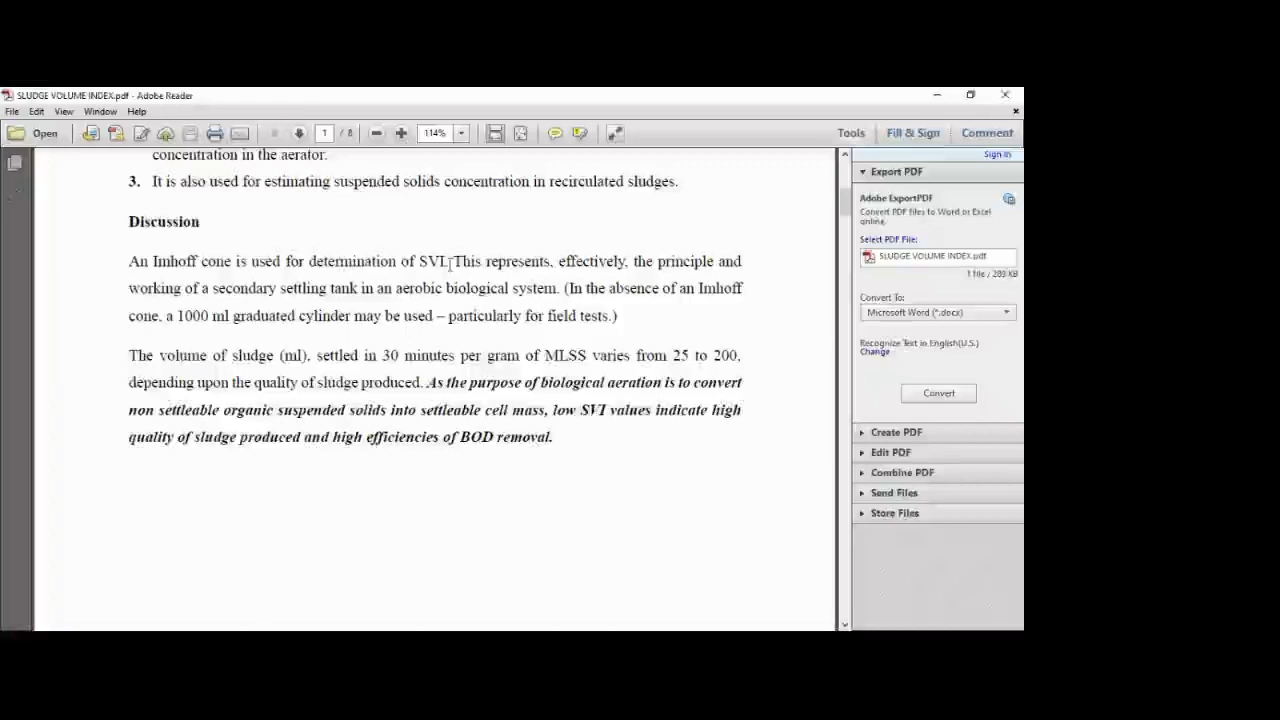 SLUDGE VOLUME INDEX.pdf - Adobe Reader
File Edit View Window Help
Open 1 / 8 114% Tools Fill & Sign Comment
Sign In
concentration in the aerator.
3. It is also used for estimating suspended solids concentration in recirculated sludges.
Discussion
An Imhoff cone is used for determination of SVI. This represents, effectively, the principle and
working of a secondary settling tank in an aerobic biological system. (In the absence of an Imhoff
cone, a 1000 ml graduated cylinder may be used – particularly for field tests.)
The volume of sludge (ml), settled in 30 minutes per gram of MLSS varies from 25 to 200,
depending upon the quality of sludge produced. As the purpose of biological aeration is to convert
non settleable organic suspended solids into settleable cell mass, low SVI values indicate high
quality of sludge produced and high efficiencies of BOD removal.
Export PDF
Adobe ExportPDF
Convert PDF files to Word or Excel
online.
Select PDF File:
SLUDGE VOLUME INDEX.pdf
1 file / 289 KB
Convert To:
Microsoft Word (*.docx)
Recognize Text in English(U.S.)
Change
Convert
Create PDF
Edit PDF
Combine PDF
Send Files
Store Files